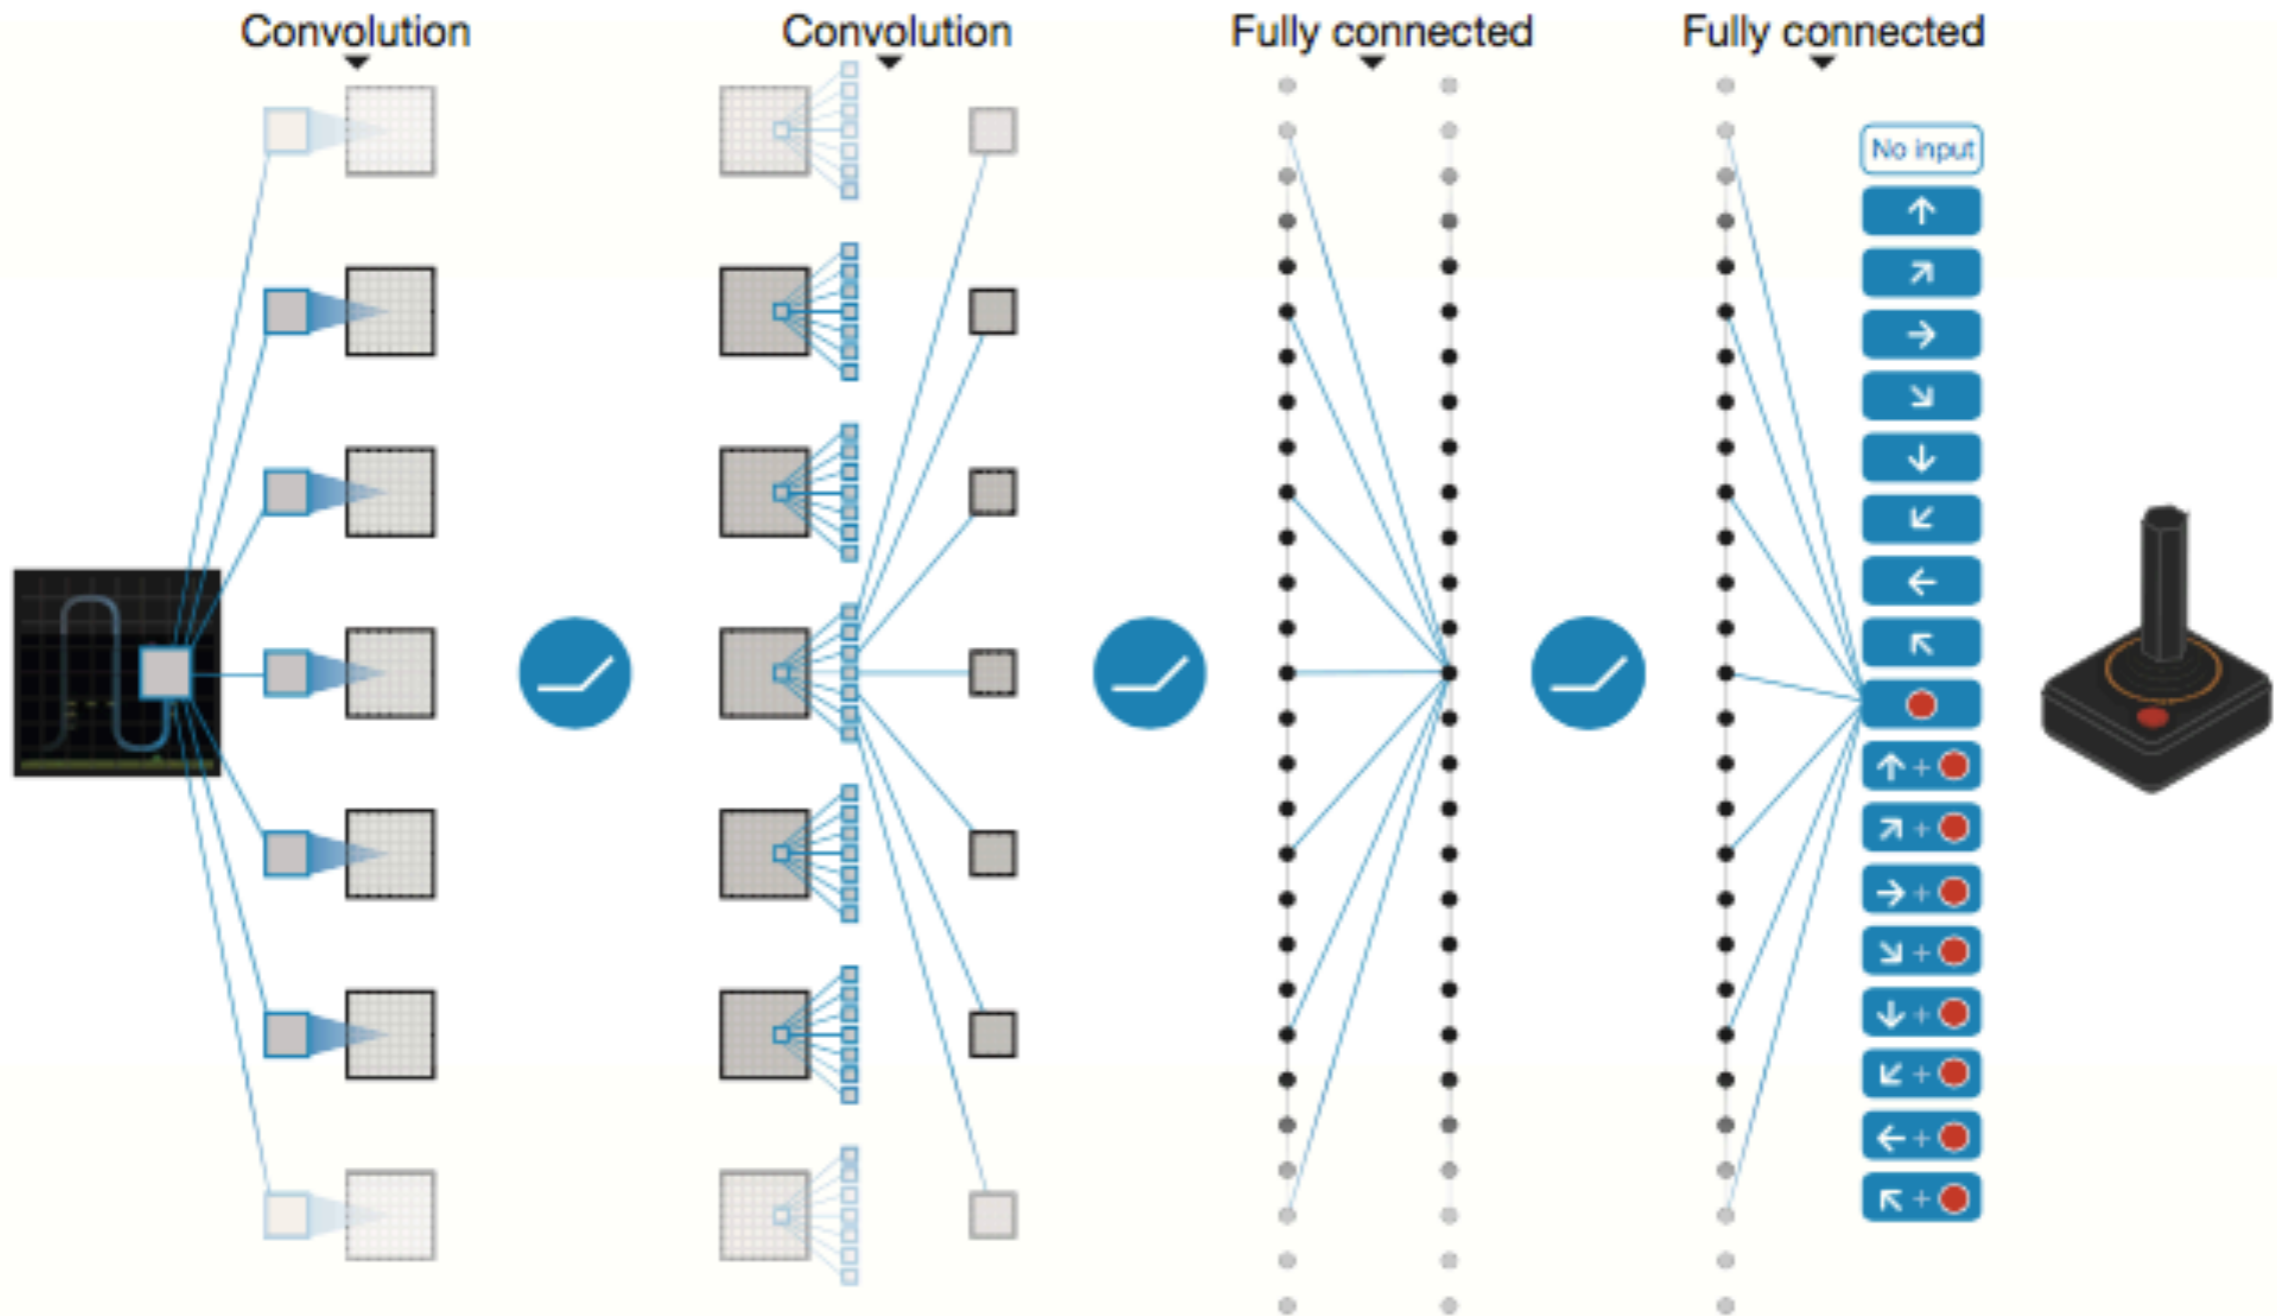 Convolution
Convolution
Fully connected
Fully connected
No input
+
+
+
+
+
+
+
+